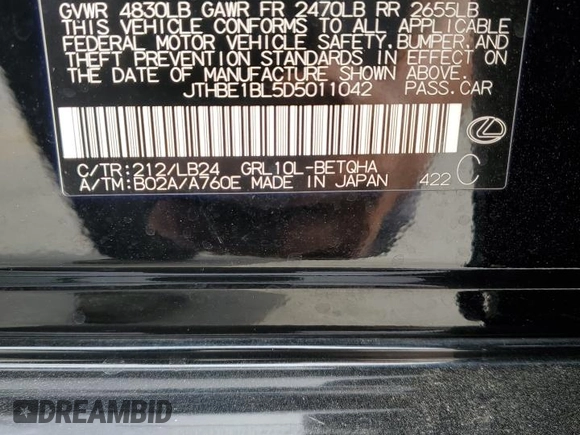 GVWR 4830LB GAWR FR 2470LB RR 2655LB
THIS VEHICLE CONFORMS TO ALL APPLICABLE
FEDERAL MOTOR VEHICLE SAFETY, BUMPER, AND
THEFT PREVENTION STANDARDS IN EFFECT ON
THE DATE OF MANUFACTURE SHOWN ABOVE.
JTHBE1BL5D5011042 PASS. CAR
C/TR: 212/LB24 GRL10L-BETQHA
A/TM: B02A/A760E MADE IN JAPAN 422 C
DREAMBID